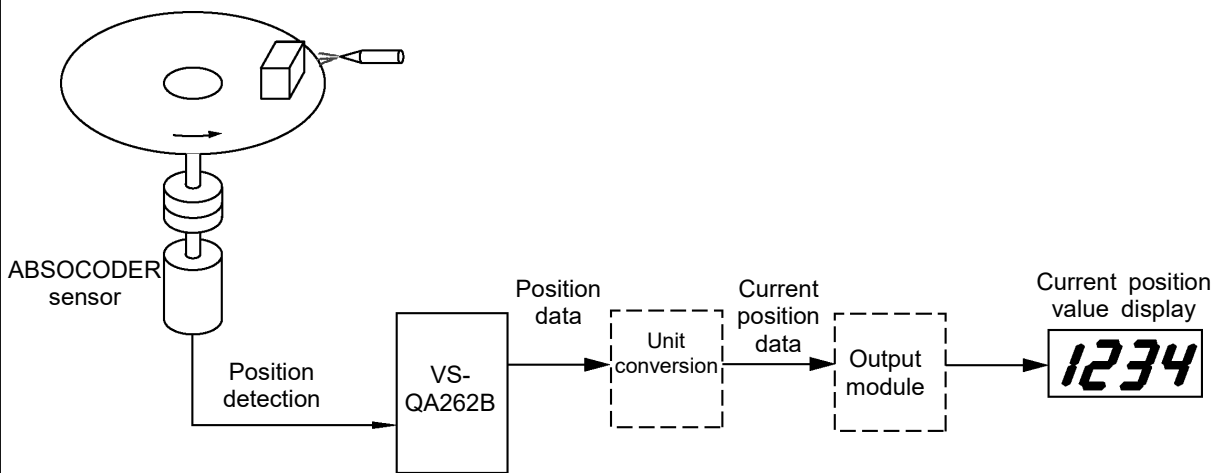 ABSOCODER
sensor
Position
detection
VS-
QA262B
Position
data
Unit
conversion
Current
position
data
Output
module
Current position
value display
1234